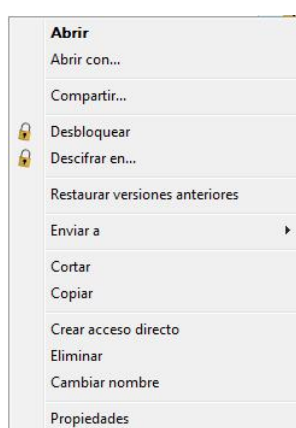 Abrir
Abrir con...
Compartir...
Desbloquear
Descifrar en...
Restaurar versiones anteriores
Enviar a
Cortar
Copiar
Crear acceso directo
Eliminar
Cambiar nombre
Propiedades